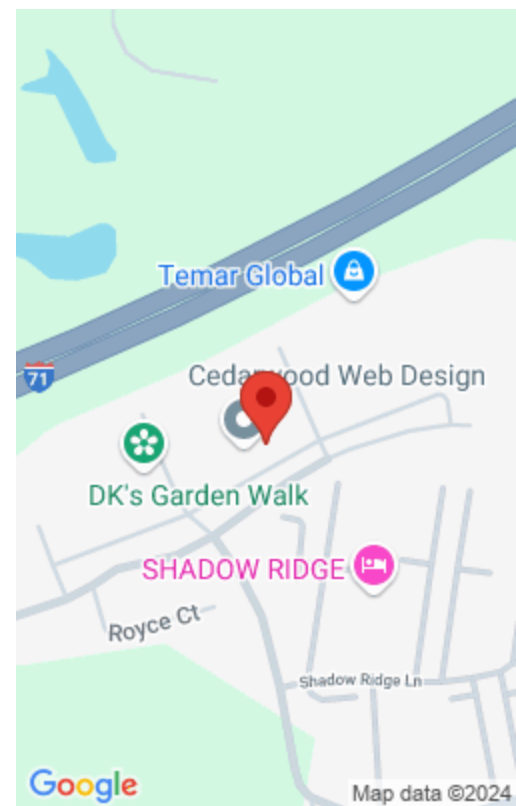 Temar Global
71
Cedarwood Web Design
DK's Garden Walk
SHADOW RIDGE
Royce Ct
Shadow Ridge Ln
Google
Map data ©2024